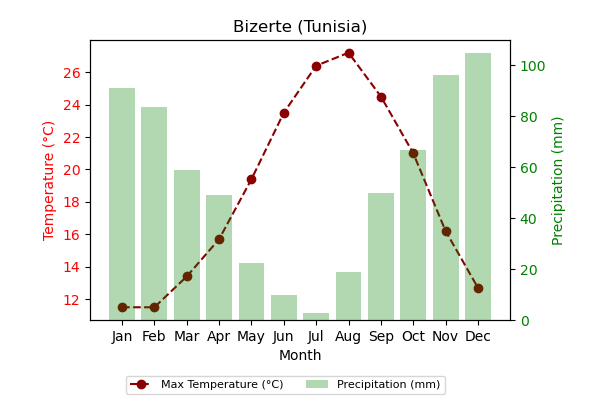 Bizerte (Tunisia)
26
24
22
20
18
16
14
12
Temperature (°C)
100
80
60
40
20
0
Precipitation (mm)
Jan Feb Mar Apr May Jun Jul Aug Sep Oct Nov Dec
Month
Max Temperature (°C) Precipitation (mm)